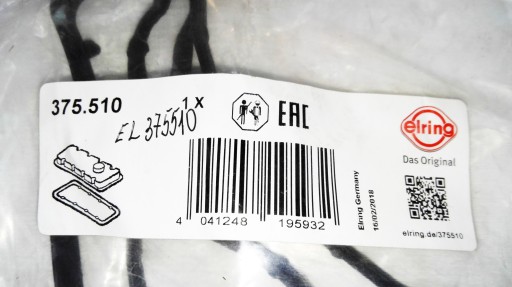 375.510 1 X
EL 375510
EAC
elring
Das Original
4 041248 195932
Elring Germany
16/02/2018
elring.de/375510